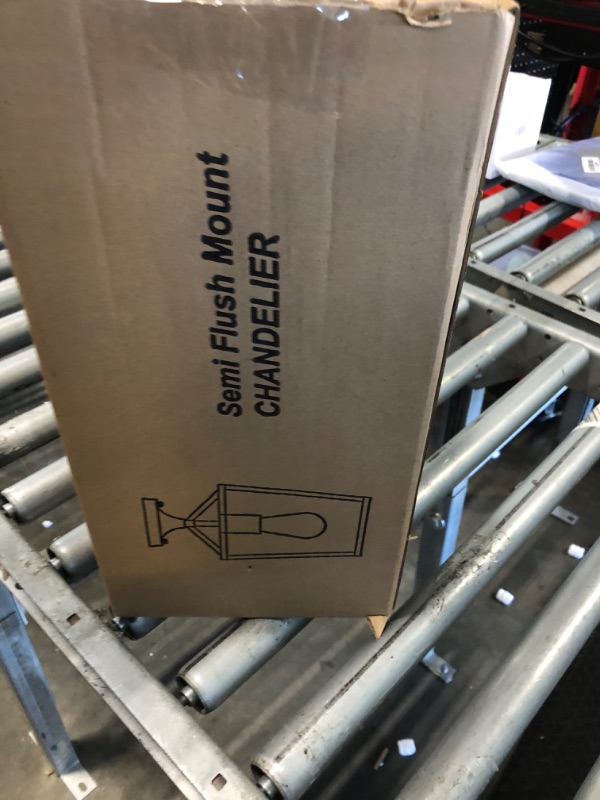 Semi Flush Mount
CHANDELIER